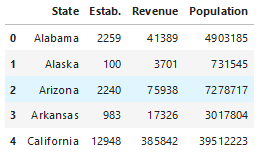 State Estab. Revenue Population
0 Alabama 2259 41389 4903185
1 Alaska 100 3701 731545
2 Arizona 2240 75938 7278717
3 Arkansas 983 17326 3017804
4 California 12948 385842 39512223